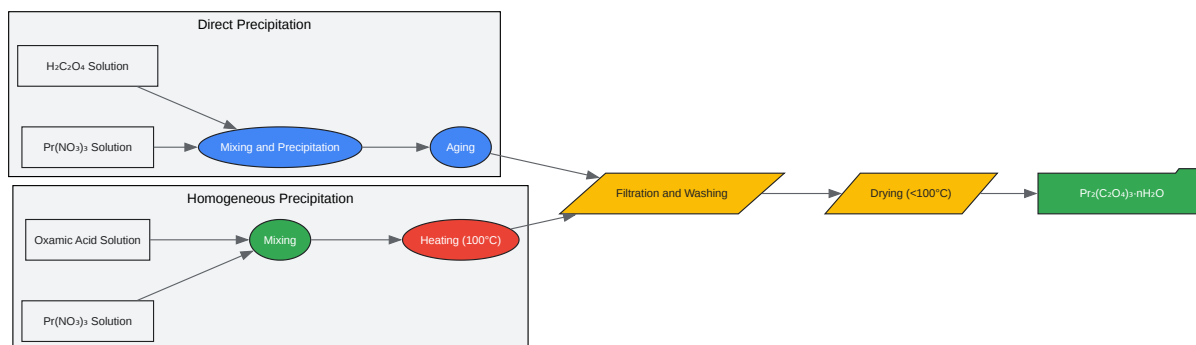 Direct Precipitation
H₂C₂O₄ Solution
Pr(NO₃)₃ Solution
Mixing and Precipitation
Aging
Homogeneous Precipitation
Oxamic Acid Solution
Mixing
Heating (100°C)
Pr(NO₃)₃ Solution
Filtration and Washing
Drying (<100°C)
Pr₂(C₂O₄)₃·nH₂O